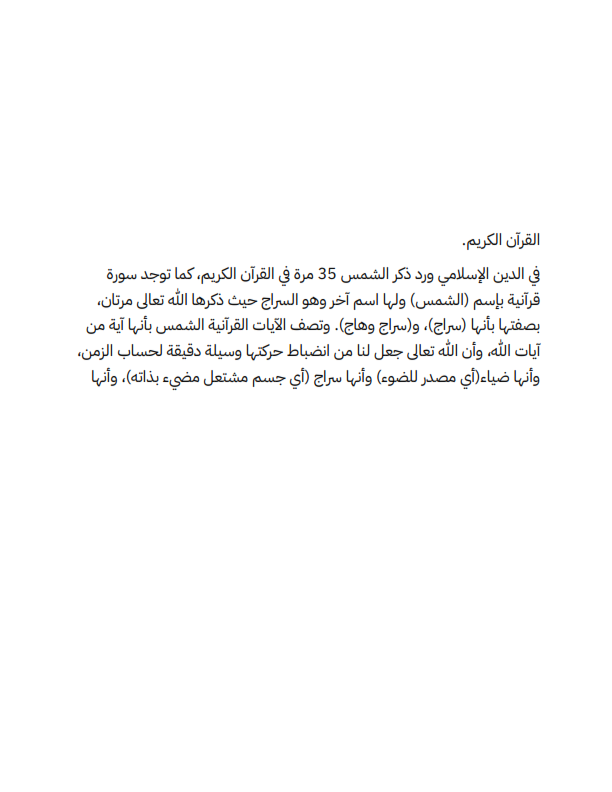 القرآن الكريم.
في الدين الإسلامي ورد ذكر الشمس 35 مرة في القرآن الكريم، كما توجد سورة
قرآنية بإسم (الشمس) ولها اسم آخر وهو السراج حيث ذكرها الله تعالى مرتان،
بصفتها بأنها (سراج)، و(سراج وهاج). وتصف الآيات القرآنية الشمس بأنها آية من
آيات الله، وأن الله تعالى جعل لنا من انضباط حركتها وسيلة دقيقة لحساب الزمن،
وأنها ضياء(أي مصدر للضوء) وأنها سراج (أي جسم مشتعل مضيء بذاته)، وأنها